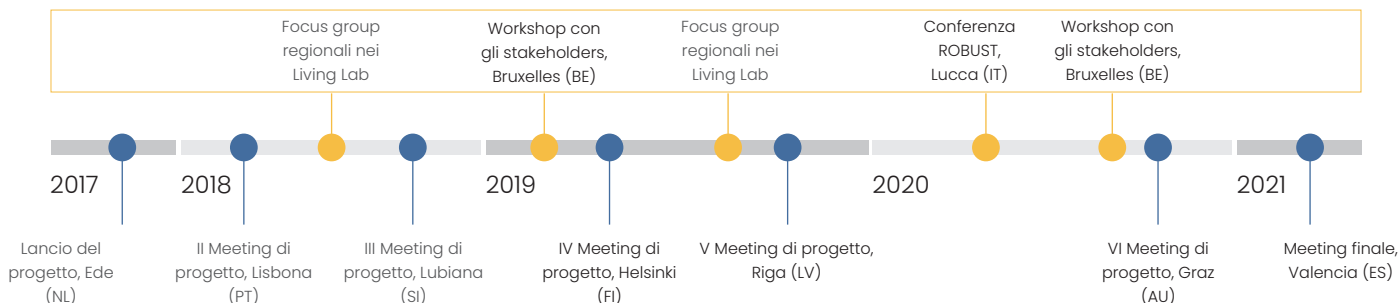 Focus group
regionali nei
Living Lab
Workshop con
gli stakeholders,
Bruxelles (BE)
Focus group
regionali nei
Living Lab
Conferenza
ROBUST,
Lucca (IT)
Workshop con
gli stakeholders,
Bruxelles (BE)
2017
2018
2019
2020
2021
Lancio del
progetto, Ede
(NL)
II Meeting di
progetto, Lisbona
(PT)
III Meeting di
progetto, Lubiana
(SI)
IV Meeting di
progetto, Helsinki
(FI)
V Meeting di progetto,
Riga (LV)
VI Meeting di
progetto, Graz
(AU)
Meeting finale,
Valencia (ES)